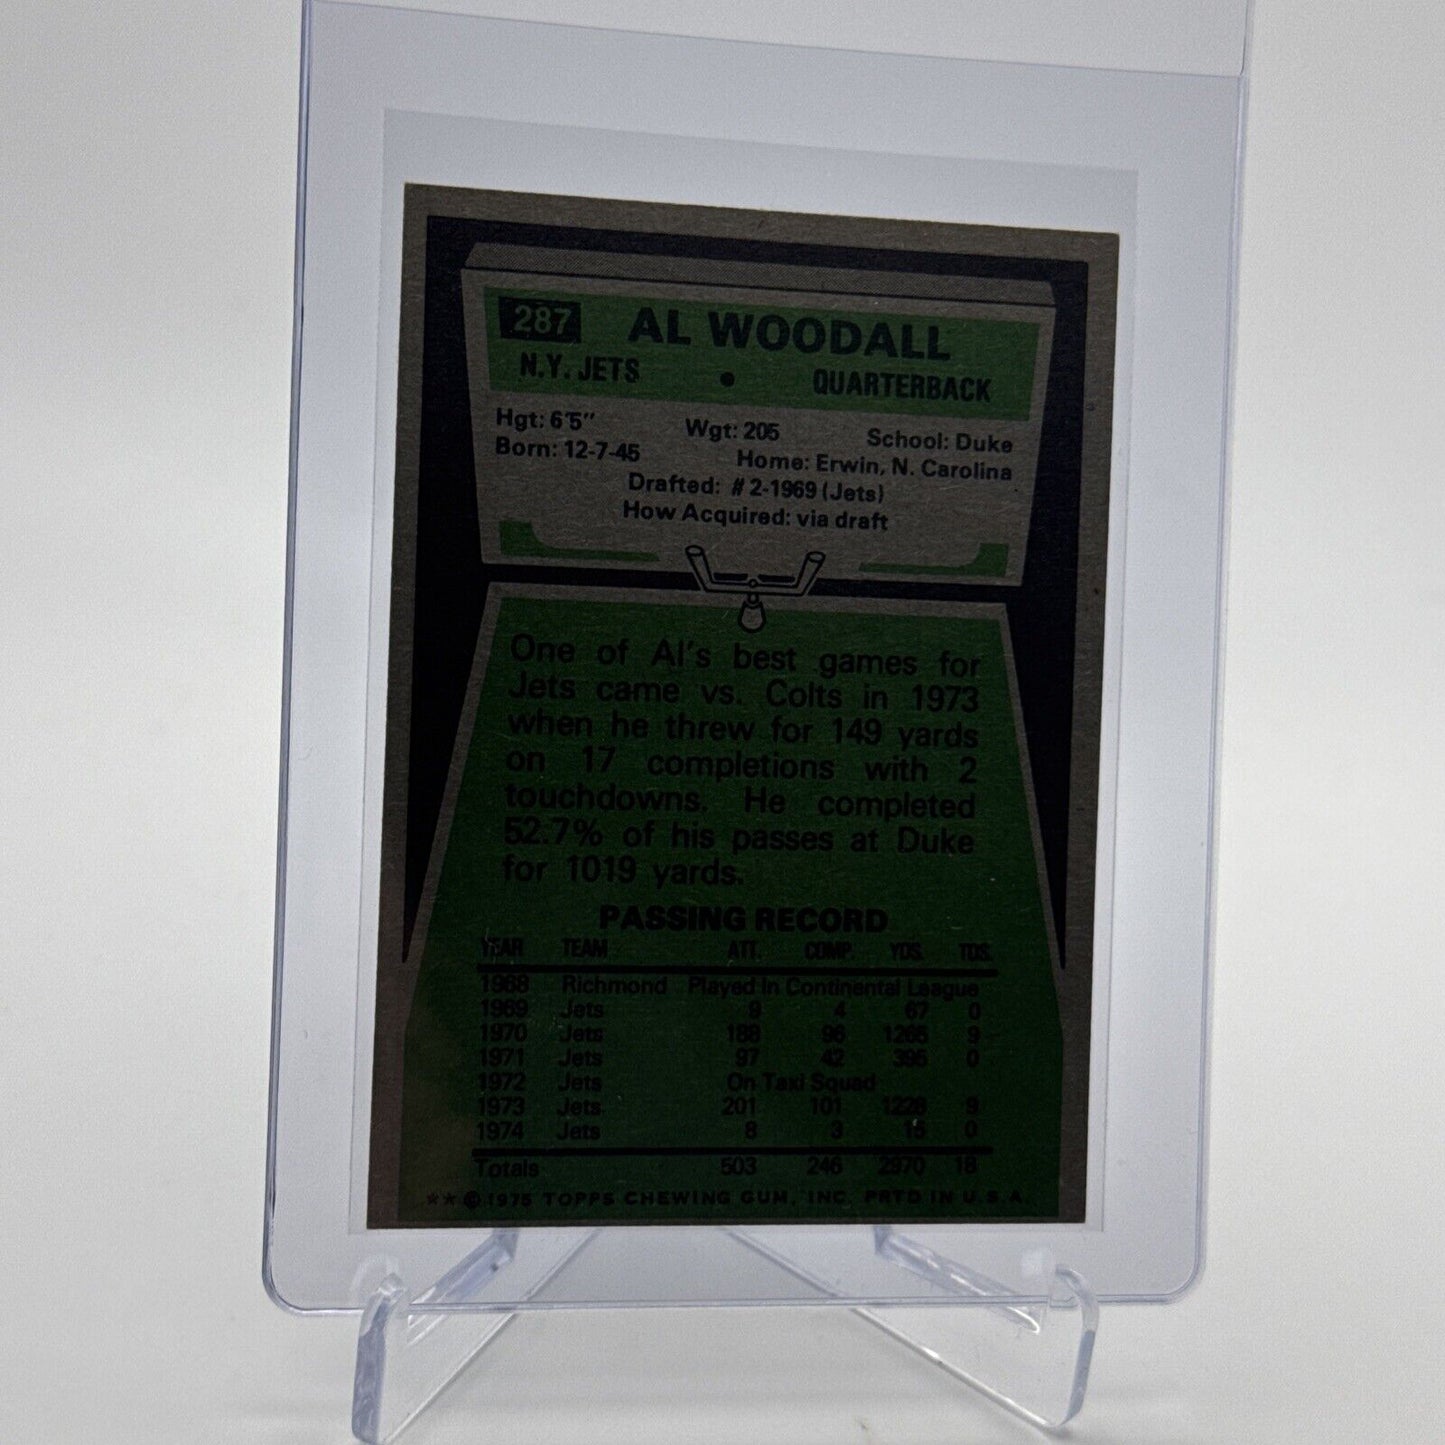 287 AL WOODALL
N.Y. JETS • QUARTERBACK
Hgt: 6'5" Wgt: 205 School: Duke
Born: 12-7-45 Home: Erwin, N. Carolina
Drafted: #2-1969 (Jets)
How Acquired: via draft
One of Al's best games for
Jets came vs. Colts in 1973
when he threw for 149 yards
on 17 completions with 2
touchdowns. He completed
52.7% of his passes at Duke
for 1019 yards.
PASSING RECORD
YEAR TEAM ATT. COMP. YDS. TDS.
1968 Richmond Played In Continental League
1969 Jets 9 4 67 0
1970 Jets 188 96 1265 9
1971 Jets 97 42 395 0
1972 Jets On Taxi Squad
1973 Jets 201 101 1228 9
1974 Jets 8 3 15 0
Totals 503 246 2970 18
** © 1975 TOPPS CHEWING GUM, INC. PRTD IN U.S.A.